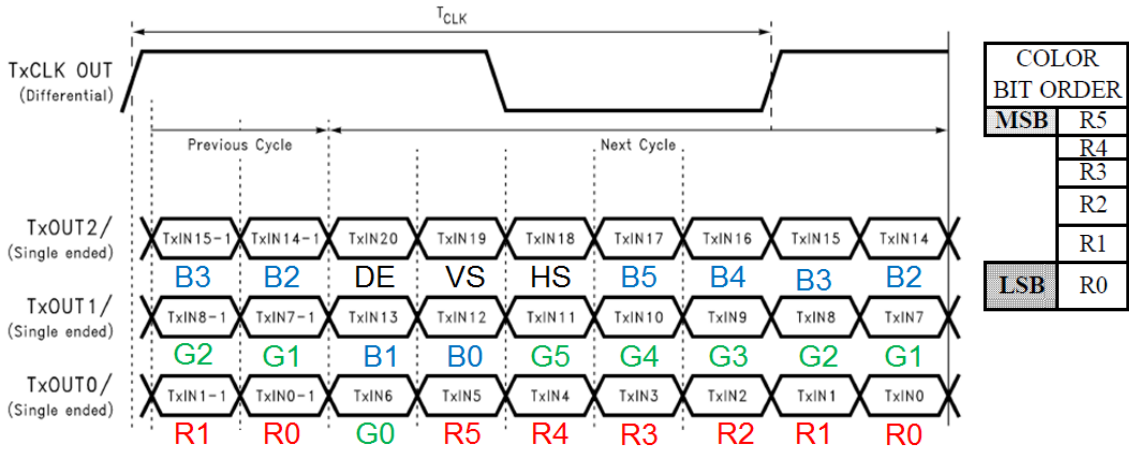 T_CLK
TxCLK OUT
(Differential)
Previous Cycle
Next Cycle
TxOUT2/
(Single ended)
TxIN15-1 TxIN14-1 TxIN20 TxIN19 TxIN18 TxIN17 TxIN16 TxIN15 TxIN14
B3 B2 DE VS HS B5 B4 B3 B2
TxOUT1/
(Single ended)
TxIN8-1 TxIN7-1 TxIN13 TxIN12 TxIN11 TxIN10 TxIN9 TxIN8 TxIN7
G2 G1 B1 B0 G5 G4 G3 G2 G1
TxOUT0/
(Single ended)
TxIN1-1 TxIN0-1 TxIN6 TxIN5 TxIN4 TxIN3 TxIN2 TxIN1 TxIN0
R1 R0 G0 R5 R4 R3 R2 R1 R0
COLOR
BIT ORDER
MSB R5
R4
R3
R2
R1
LSB R0